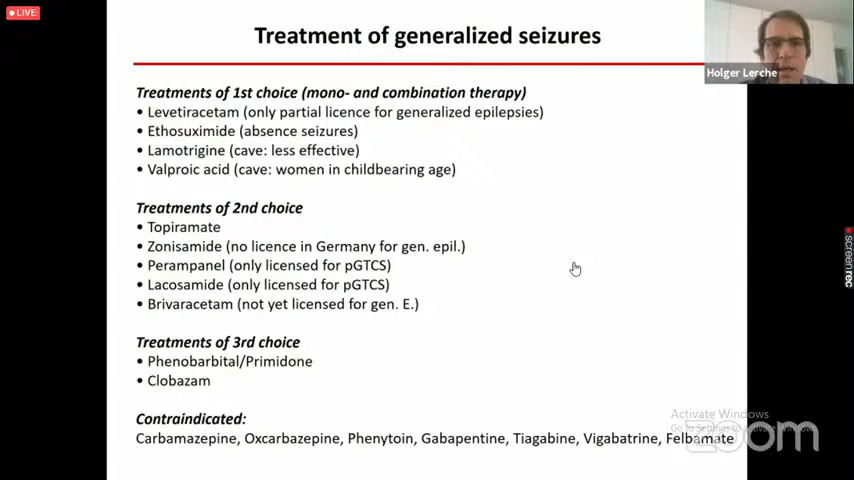 LIVE
Treatment of generalized seizures
Holger Lerche
Treatments of 1st choice (mono- and combination therapy)
• Levetiracetam (only partial licence for generalized epilepsies)
• Ethosuximide (absence seizures)
• Lamotrigine (cave: less effective)
• Valproic acid (cave: women in childbearing age)
Treatments of 2nd choice
• Topiramate
• Zonisamide (no licence in Germany for gen. epil.)
• Perampanel (only licensed for pGTCS)
• Lacosamide (only licensed for pGTCS)
• Brivaracetam (not yet licensed for gen. E.)
screenrec
Treatments of 3rd choice
• Phenobarbital/Primidone
• Clobazam
Contraindicated:
Carbamazepine, Oxcarbazepine, Phenytoin, Gabapentine, Tiagabine, Vigabatrine, Felbamate
Activate Windows
Go to Settings to activate Windows.
zoom